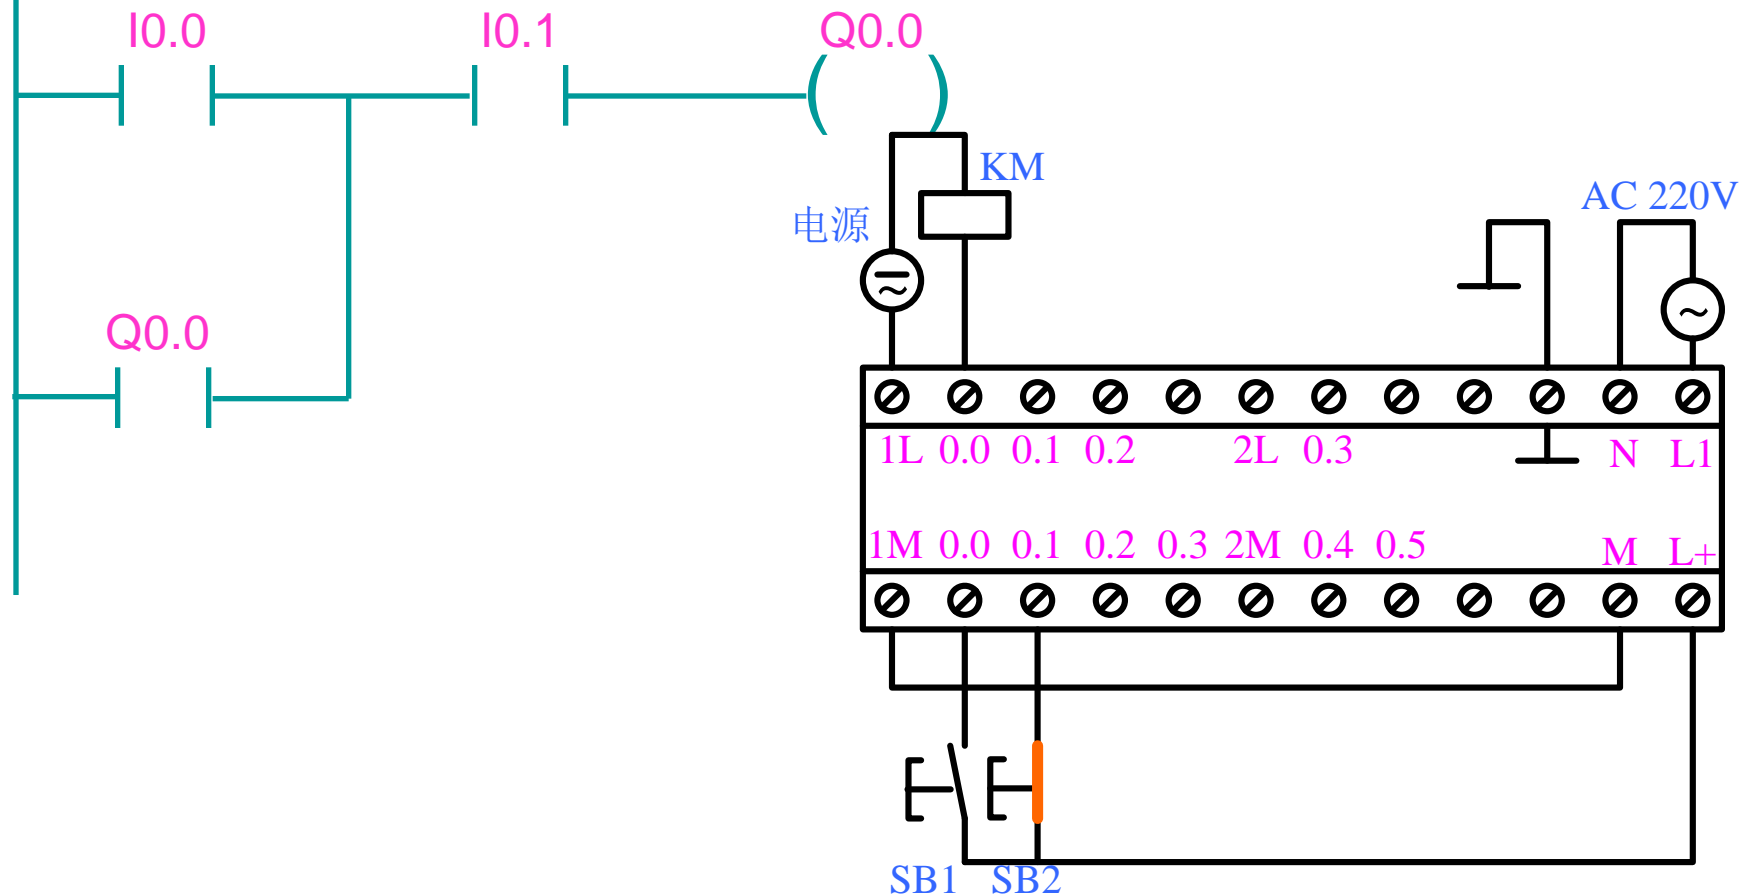 I0.0 I0.1 Q0.0
Q0.0
KM
电源
AC 220V
1L 0.0 0.1 0.2 2L 0.3 N L1
1M 0.0 0.1 0.2 0.3 2M 0.4 0.5 M L+
SB1 SB2